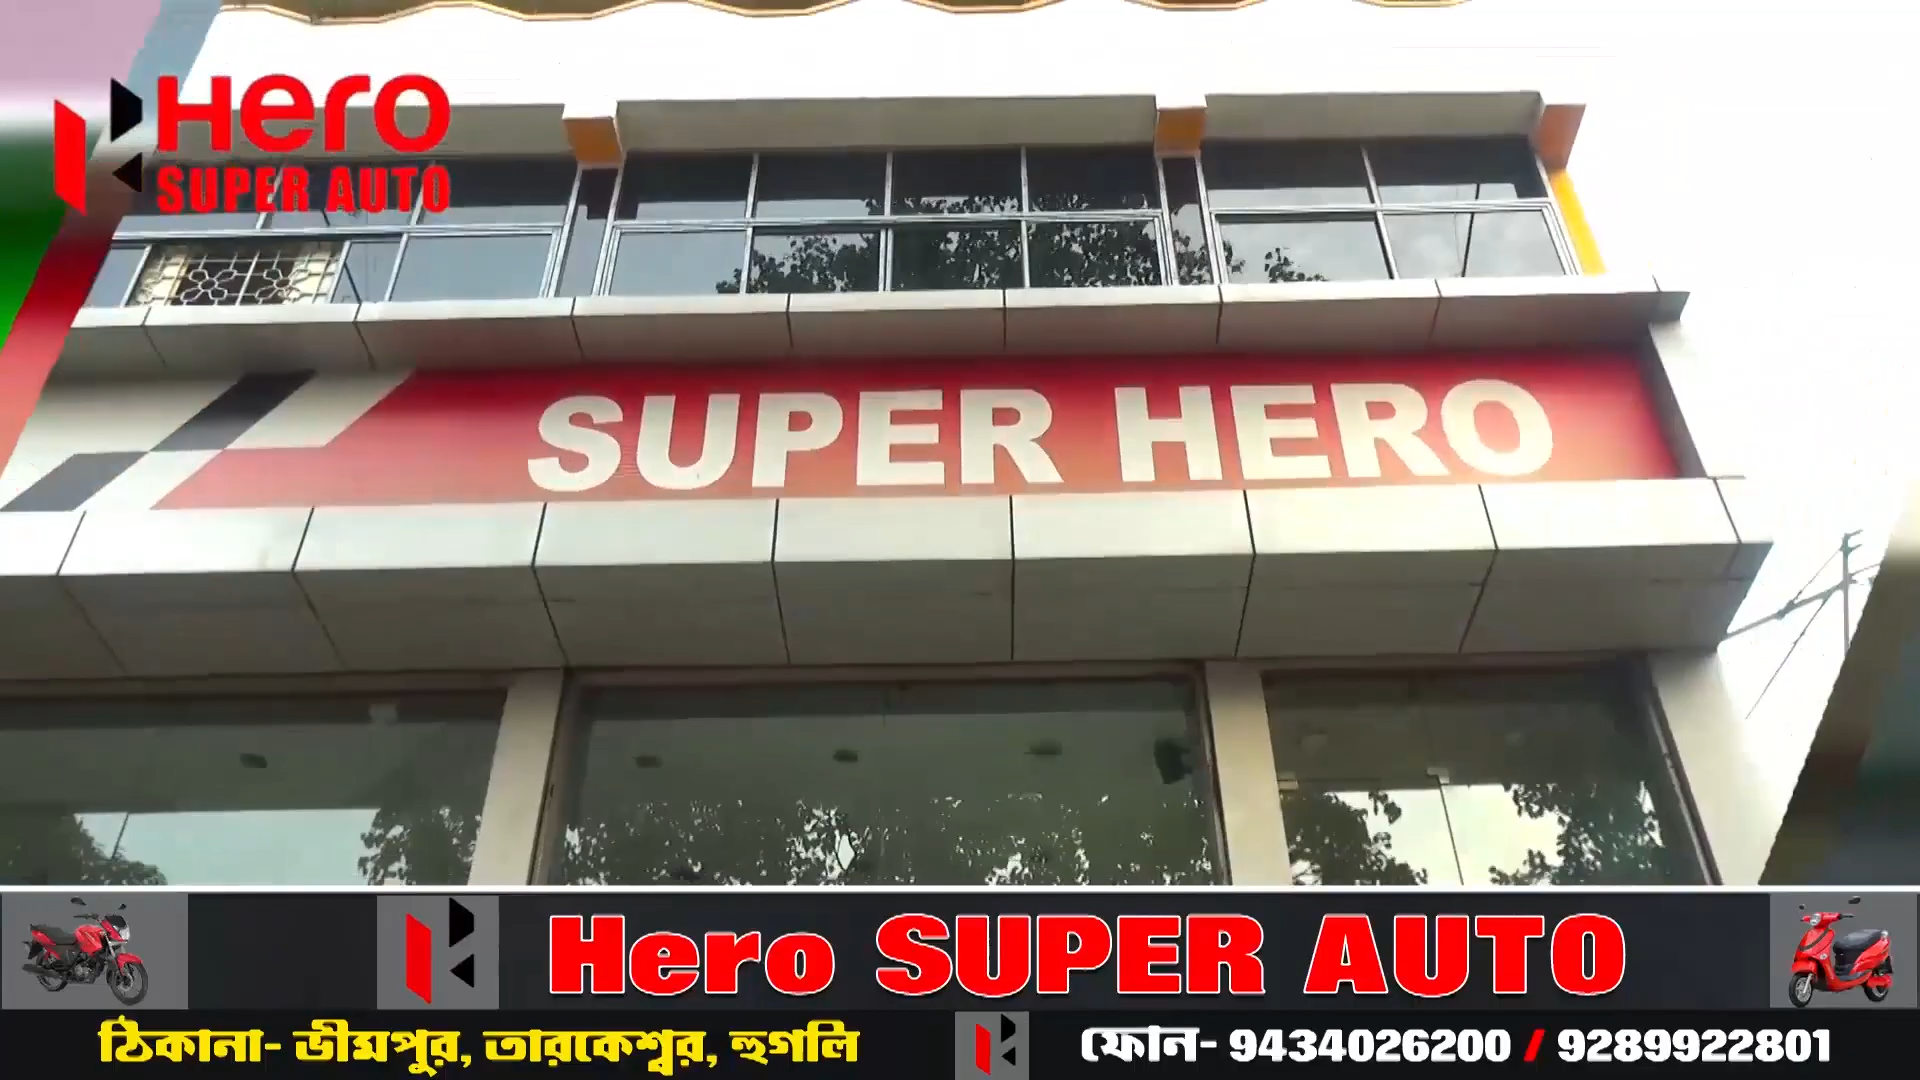 Hero
SUPER AUTO
SUPER HERO
Hero SUPER AUTO
ঠিকানা- ভীমপুর, তারকেশ্বর, হুগলি
ফোন- 9434026200 / 9289922801